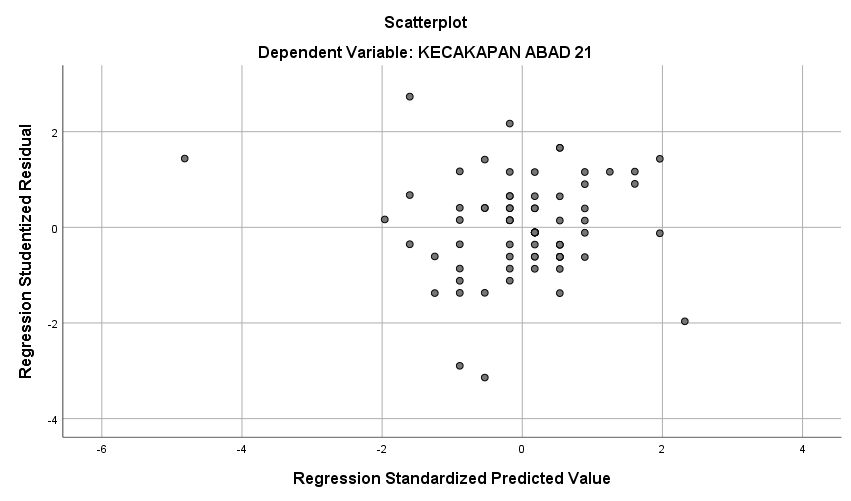 Scatterplot
Dependent Variable: KECAKAPAN ABAD 21
Regression Studentized Residual
2
0
-2
-4
-6
-4
-2
0
2
4
Regression Standardized Predicted Value